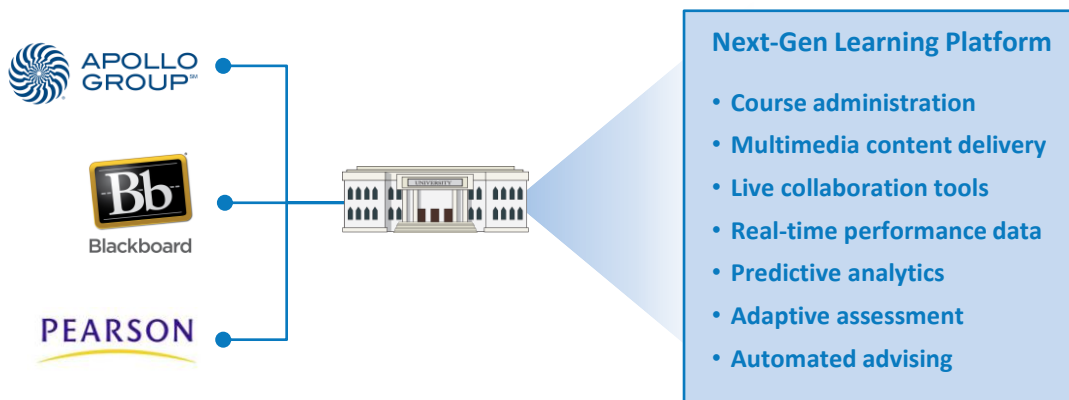 APOLLO
GROUP℠
Bb
Blackboard
PEARSON
UNIVERSITY
Next-Gen Learning Platform
• Course administration
• Multimedia content delivery
• Live collaboration tools
• Real-time performance data
• Predictive analytics
• Adaptive assessment
• Automated advising